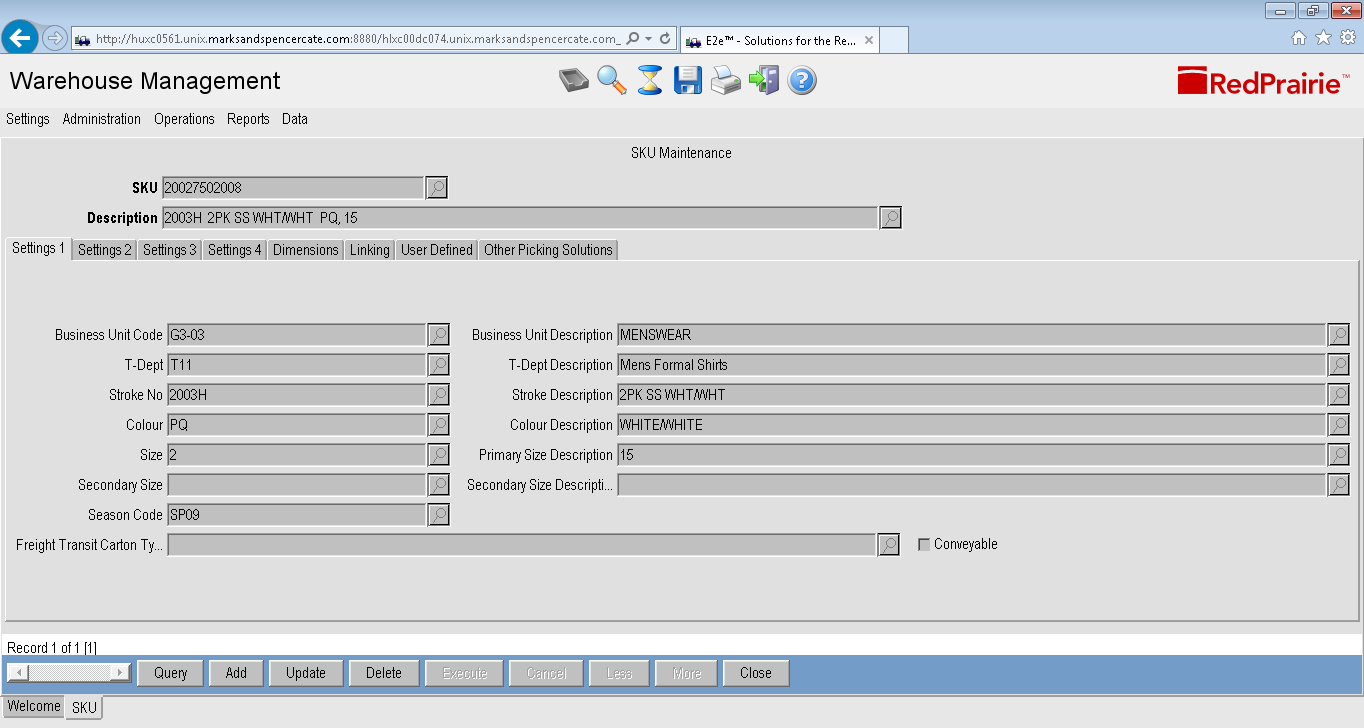 http://huxc0561.unix.marksandspencercate.com:8880/hlxc00dc074.unix.marksandspencercate.com_
E2e™ - Solutions for the Re...
Warehouse Management
RedPrairie™
Settings Administration Operations Reports Data
SKU Maintenance
SKU 20027502008
Description 2003H 2PK SS WHT/WHT PQ, 15
Settings 1 Settings 2 Settings 3 Settings 4 Dimensions Linking User Defined Other Picking Solutions
Business Unit Code G3-03 Business Unit Description MENSWEAR
T-Dept T11 T-Dept Description Mens Formal Shirts
Stroke No 2003H Stroke Description 2PK SS WHT/WHT
Colour PQ Colour Description WHITE/WHITE
Size 2 Primary Size Description 15
Secondary Size Secondary Size Descripti...
Season Code SP09
Freight Transit Carton Ty... Conveyable
Record 1 of 1 [1]
Query Add Update Delete Execute Cancel Less More Close
Welcome SKU